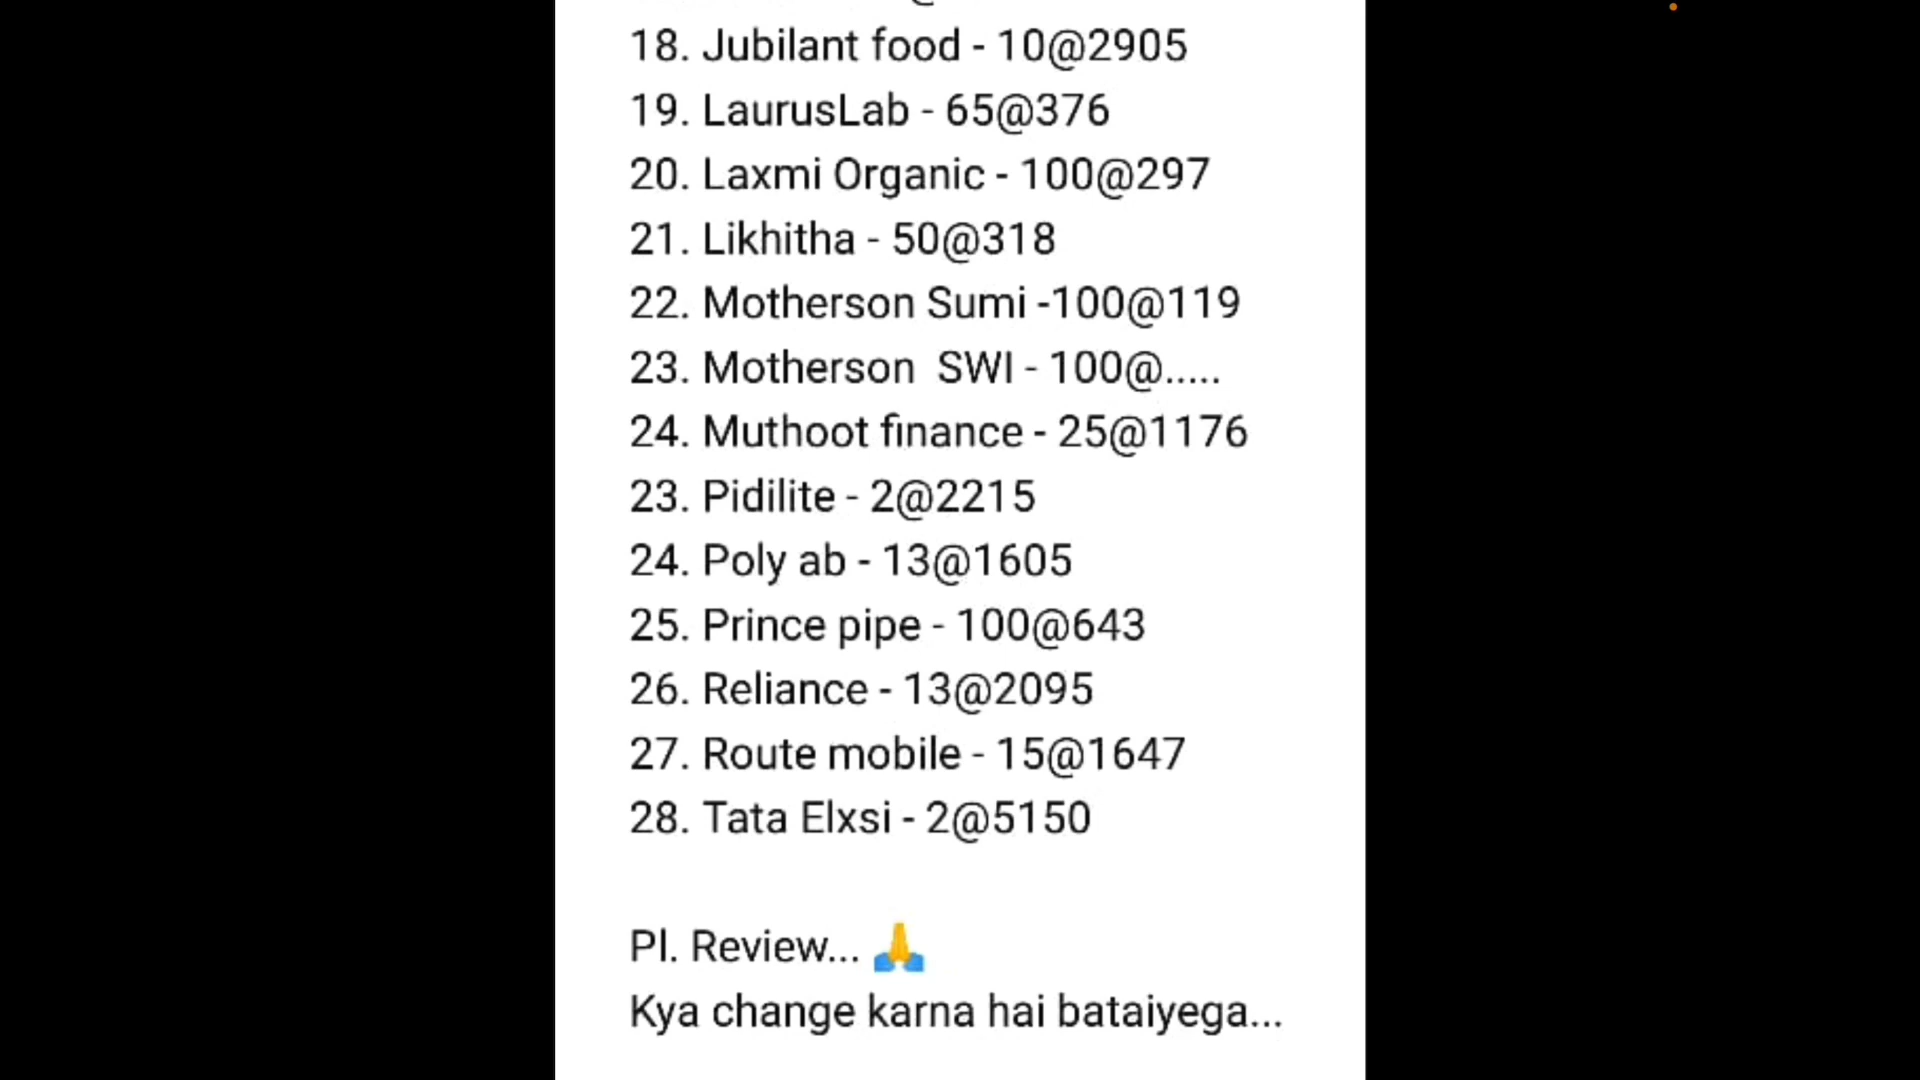 18. Jubilant food - 10@2905
19. LaurusLab - 65@376
20. Laxmi Organic - 100@297
21. Likhitha - 50@318
22. Motherson Sumi -100@119
23. Motherson  SWI - 100@.....
24. Muthoot finance - 25@1176
23. Pidilite - 2@2215
24. Poly ab - 13@1605
25. Prince pipe - 100@643
26. Reliance - 13@2095
27. Route mobile - 15@1647
28. Tata Elxsi - 2@5150
Pl. Review... 🙏
Kya change karna hai bataiyega...